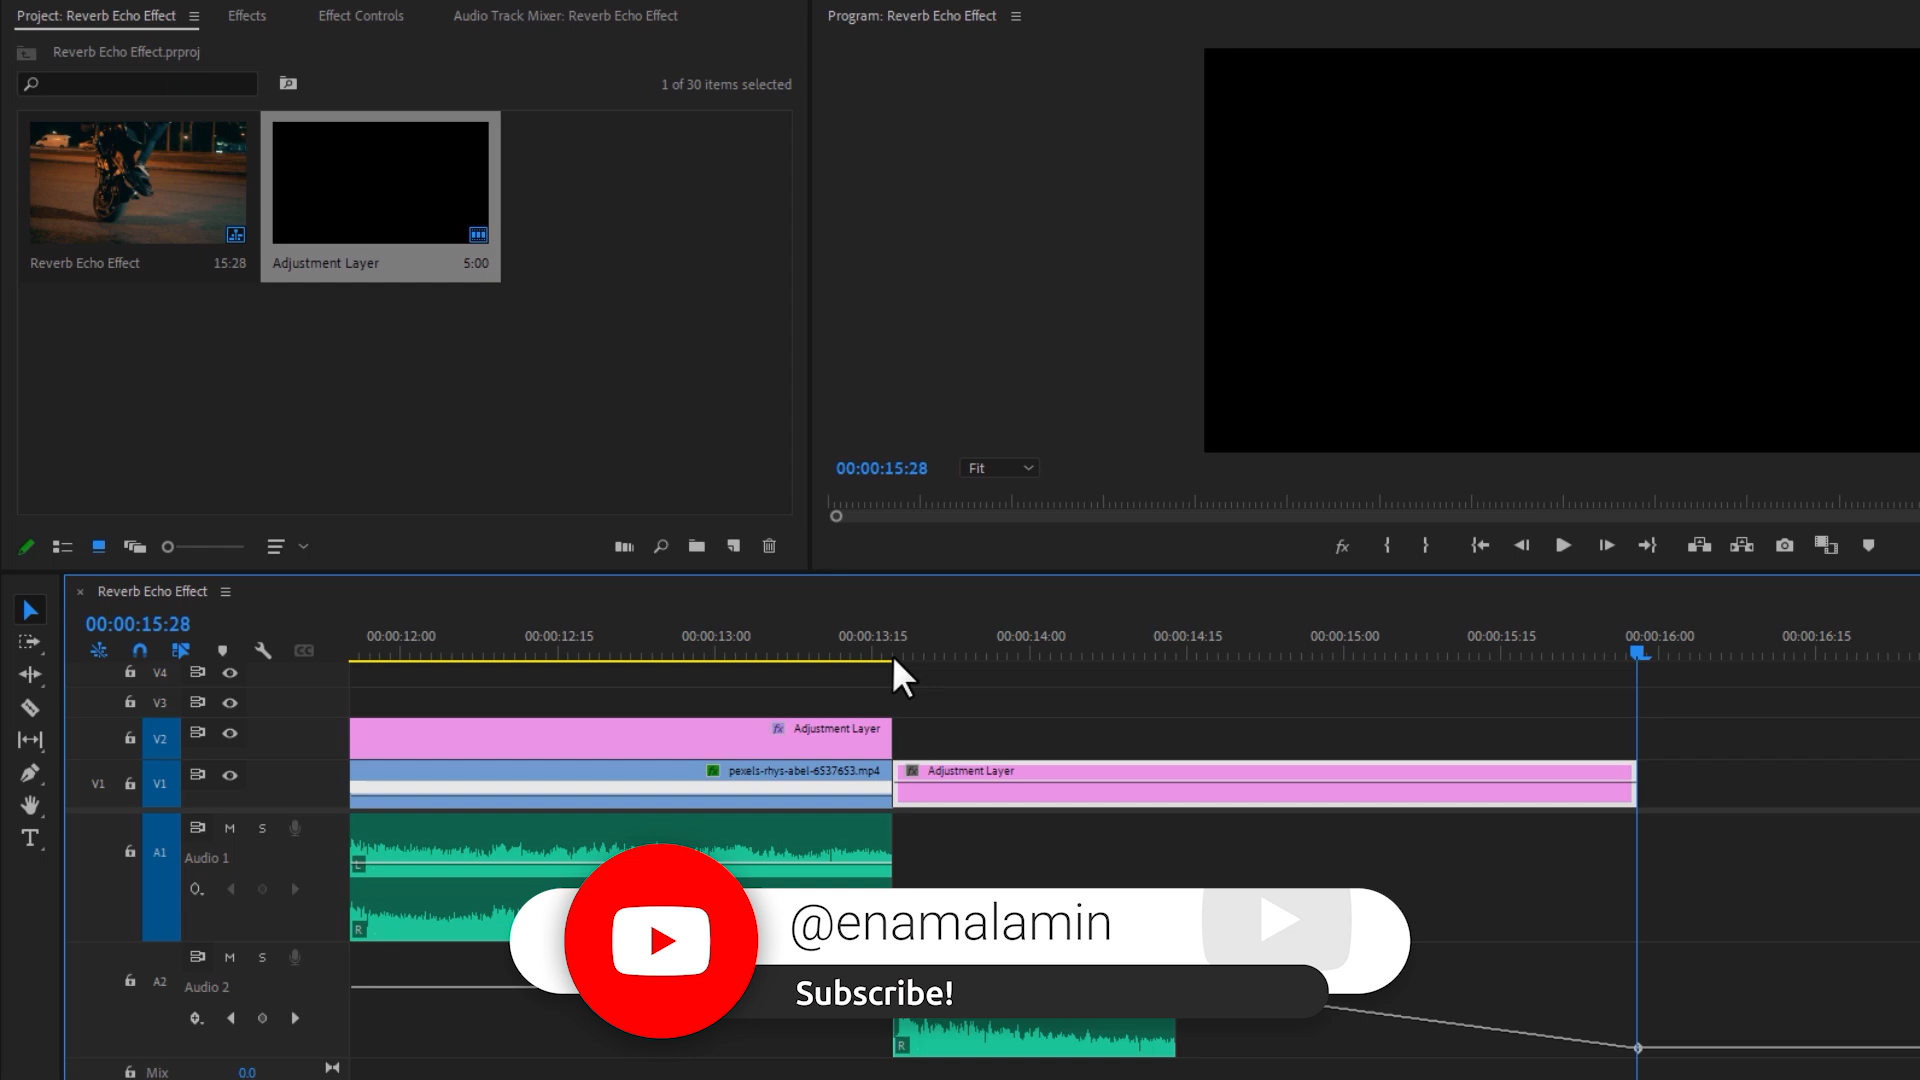 Project: Reverb Echo Effect
Effects
Effect Controls
Audio Track Mixer: Reverb Echo Effect
Program: Reverb Echo Effect
Reverb Echo Effect.prproj
1 of 30 items selected
Reverb Echo Effect 15:28
Adjustment Layer 5:00
00:00:15:28
Fit
fx
Reverb Echo Effect
00:00:15:28
00:00:12:00 00:00:12:15 00:00:13:00 00:00:13:15 00:00:14:00 00:00:14:15 00:00:15:00 00:00:15:15 00:00:16:00 00:00:16:15
CC
V4
V3
V2
fx Adjustment Layer
V1 V1
fx pexels-rhys-abel-6537653.mp4
fx Adjustment Layer
A1 M S
Audio 1
L
R
A2 M S
Audio 2
R
Mix 0.0
T
@enamalamin
Subscribe!